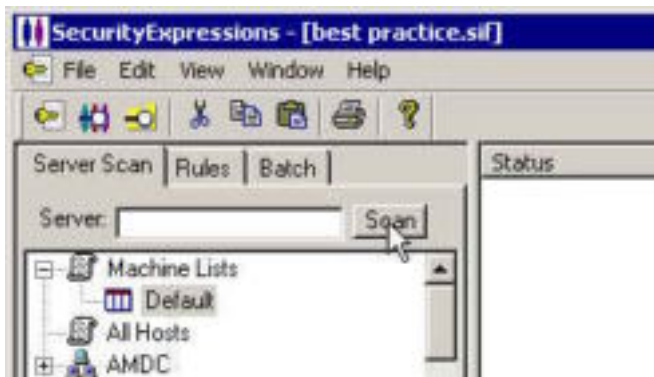 SecurityExpressions - [best practice.sif]
File Edit View Window Help
Server Scan Rules Batch Status
Server: Scan
Machine Lists
Default
All Hosts
AMDC